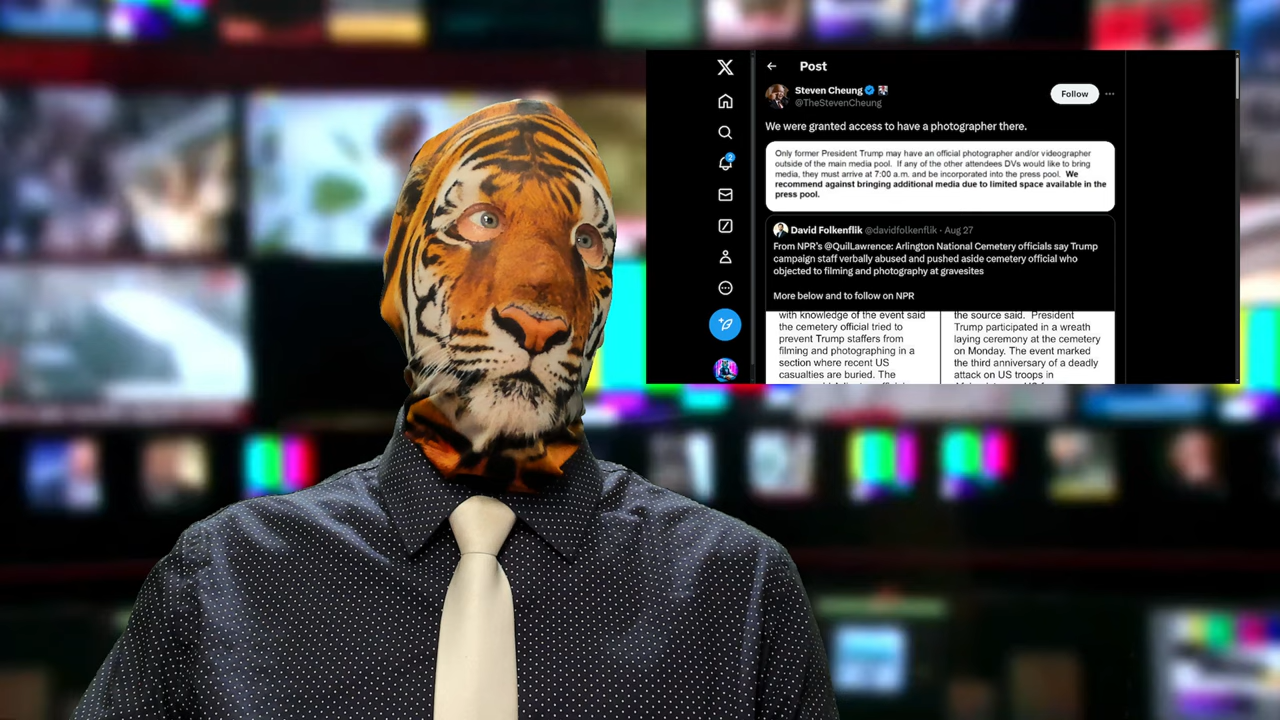 Post
Steven Cheung
@TheStevenCheung
Follow
We were granted access to have a photographer there.
Only former President Trump may have an official photographer and/or videographer
outside of the main media pool. If any of the other attendees DVs would like to bring
media, they must arrive at 7:00 a.m. and be incorporated into the press pool. We
recommend against bringing additional media due to limited space available in the
press pool.
2
David Folkenflik @davidfolkenflik · Aug 27
From NPR's @QuilLawrence: Arlington National Cemetery officials say Trump
campaign staff verbally abused and pushed aside cemetery official who
objected to filming and photography at gravesites
More below and to follow on NPR
with knowledge of the event said
the cemetery official tried to
prevent Trump staffers from
filming and photographing in a
section where recent US
casualties are buried. The
the source said. President
Trump participated in a wreath
laying ceremony at the cemetery
on Monday. The event marked
the third anniversary of a deadly
attack on US troops in